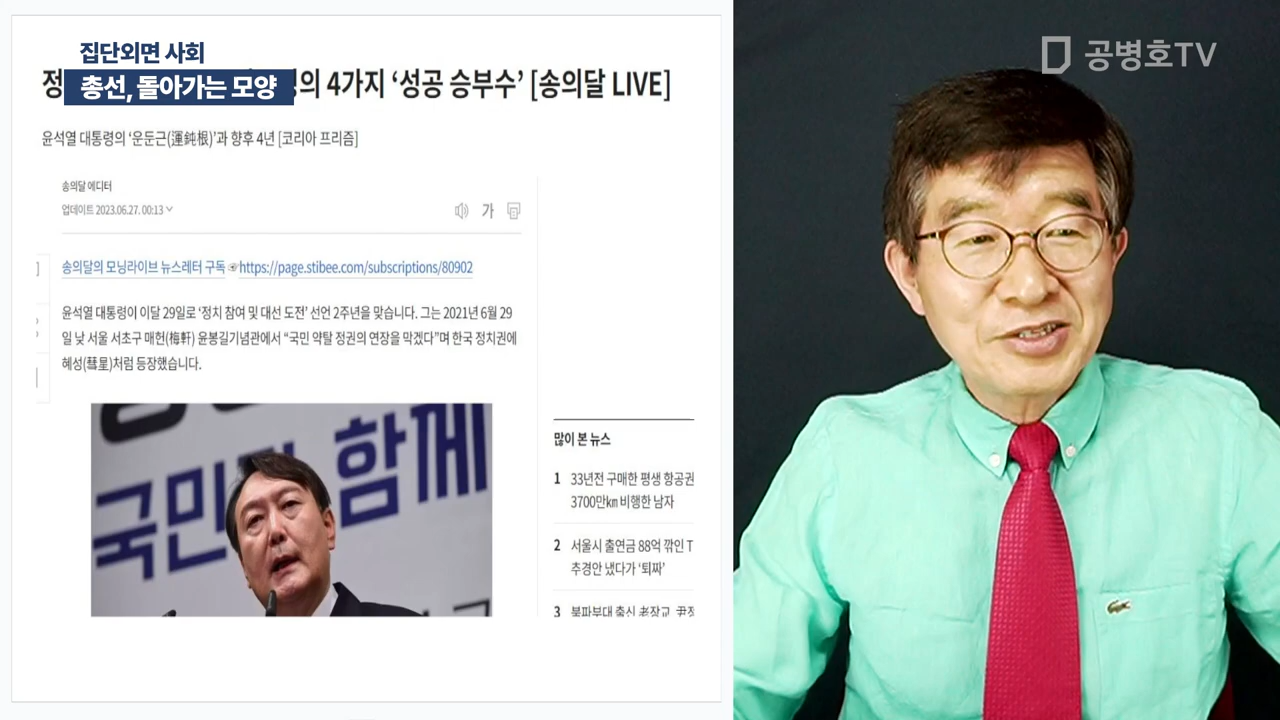 집단외면 사회
총선, 돌아가는 모양
정 의 4가지 ‘성공 승부수’ [송의달 LIVE]
공병호TV
윤석열 대통령의 ‘운둔근(運鈍根)’과 향후 4년 [코리아 프리즘]
송의달 에디터
업데이트 2023.06.27. 00:13
가
송의달의 모닝라이브 뉴스레터 구독 ☞https://page.stibee.com/subscriptions/80902
윤석열 대통령이 이달 29일로 ‘정치 참여 및 대선 도전’ 선언 2주년을 맞습니다. 그는 2021년 6월 29
일 낮 서울 서초구 매헌(梅軒) 윤봉길기념관에서 “국민 약탈 정권의 연장을 막겠다”며 한국 정치권에
혜성(彗星)처럼 등장했습니다.
국민 함께
많이 본 뉴스
1 33년전 구매한 평생 항공권
3700만㎞ 비행한 남자
2 서울시 출연금 88억 깎인 T
추경안 냈다가 ‘퇴짜’
3 북파부대 출신 老장교